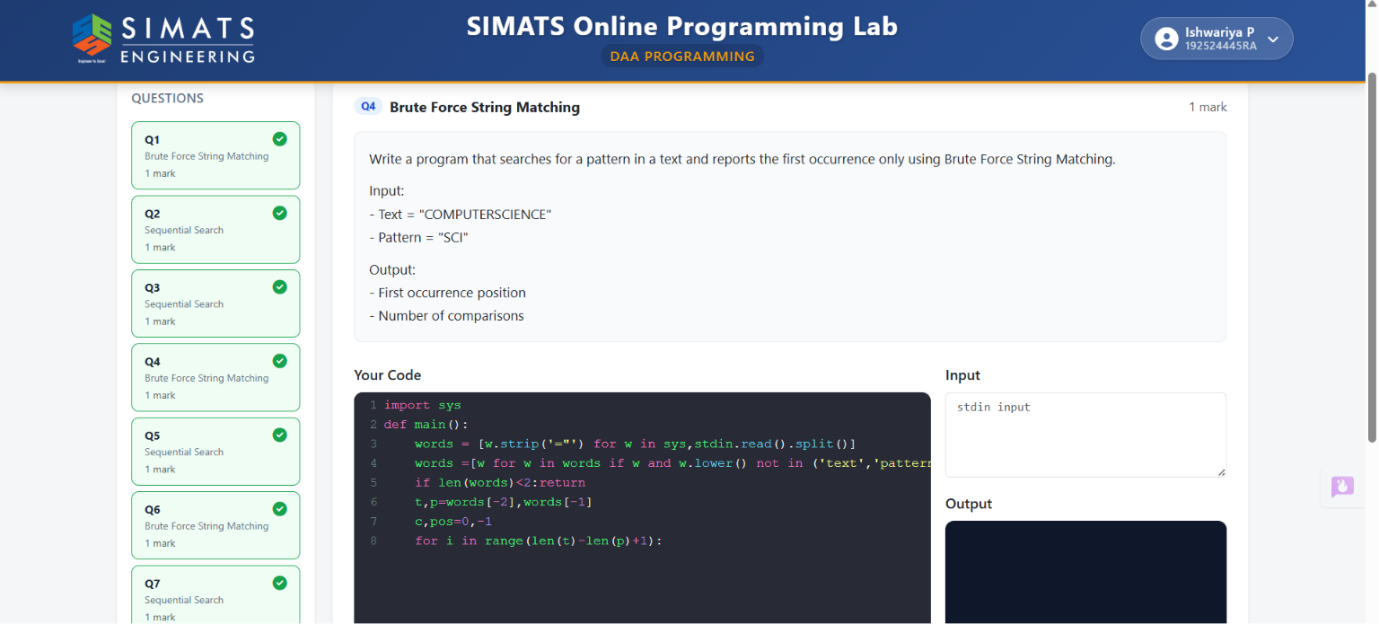 SIMATS
ENGINEERING
Engineer to Excel
SIMATS Online Programming Lab
DAA PROGRAMMING
Ishwariya P
192524445RA
QUESTIONS
Q1
Brute Force String Matching
1 mark
Q2
Sequential Search
1 mark
Q3
Sequential Search
1 mark
Q4
Brute Force String Matching
1 mark
Q5
Sequential Search
1 mark
Q6
Brute Force String Matching
1 mark
Q7
Sequential Search
1 mark
Q4 Brute Force String Matching 1 mark
Write a program that searches for a pattern in a text and reports the first occurrence only using Brute Force String Matching.
Input:
- Text = "COMPUTERSCIENCE"
- Pattern = "SCI"
Output:
- First occurrence position
- Number of comparisons
Your Code
1 import sys
2 def main():
3 words = [w.strip('="') for w in sys,stdin.read().split()]
4 words =[w for w in words if w and w.lower() not in ('text','pattern
5 if len(words)<2:return
6 t,p=words[-2],words[-1]
7 c,pos=0,-1
8 for i in range(len(t)-len(p)+1):
Input
stdin input
Output